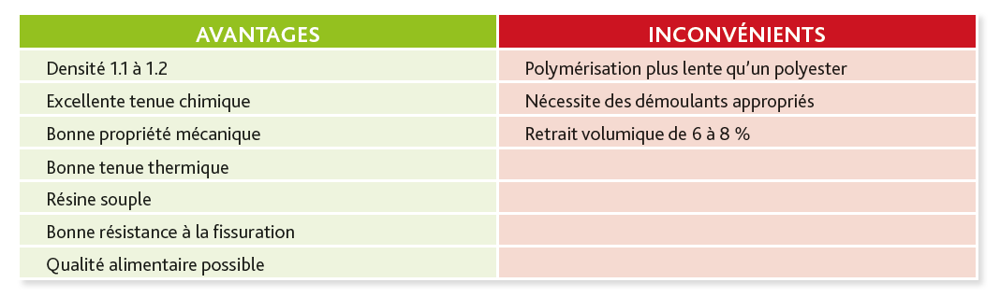 AVANTAGES INCONVÉNIENTS
Densité 1.1 à 1.2 Polymérisation plus lente qu'un polyester
Excellente tenue chimique Nécessite des démoulants appropriés
Bonne propriété mécanique Retrait volumique de 6 à 8 %
Bonne tenue thermique
Résine souple
Bonne résistance à la fissuration
Qualité alimentaire possible